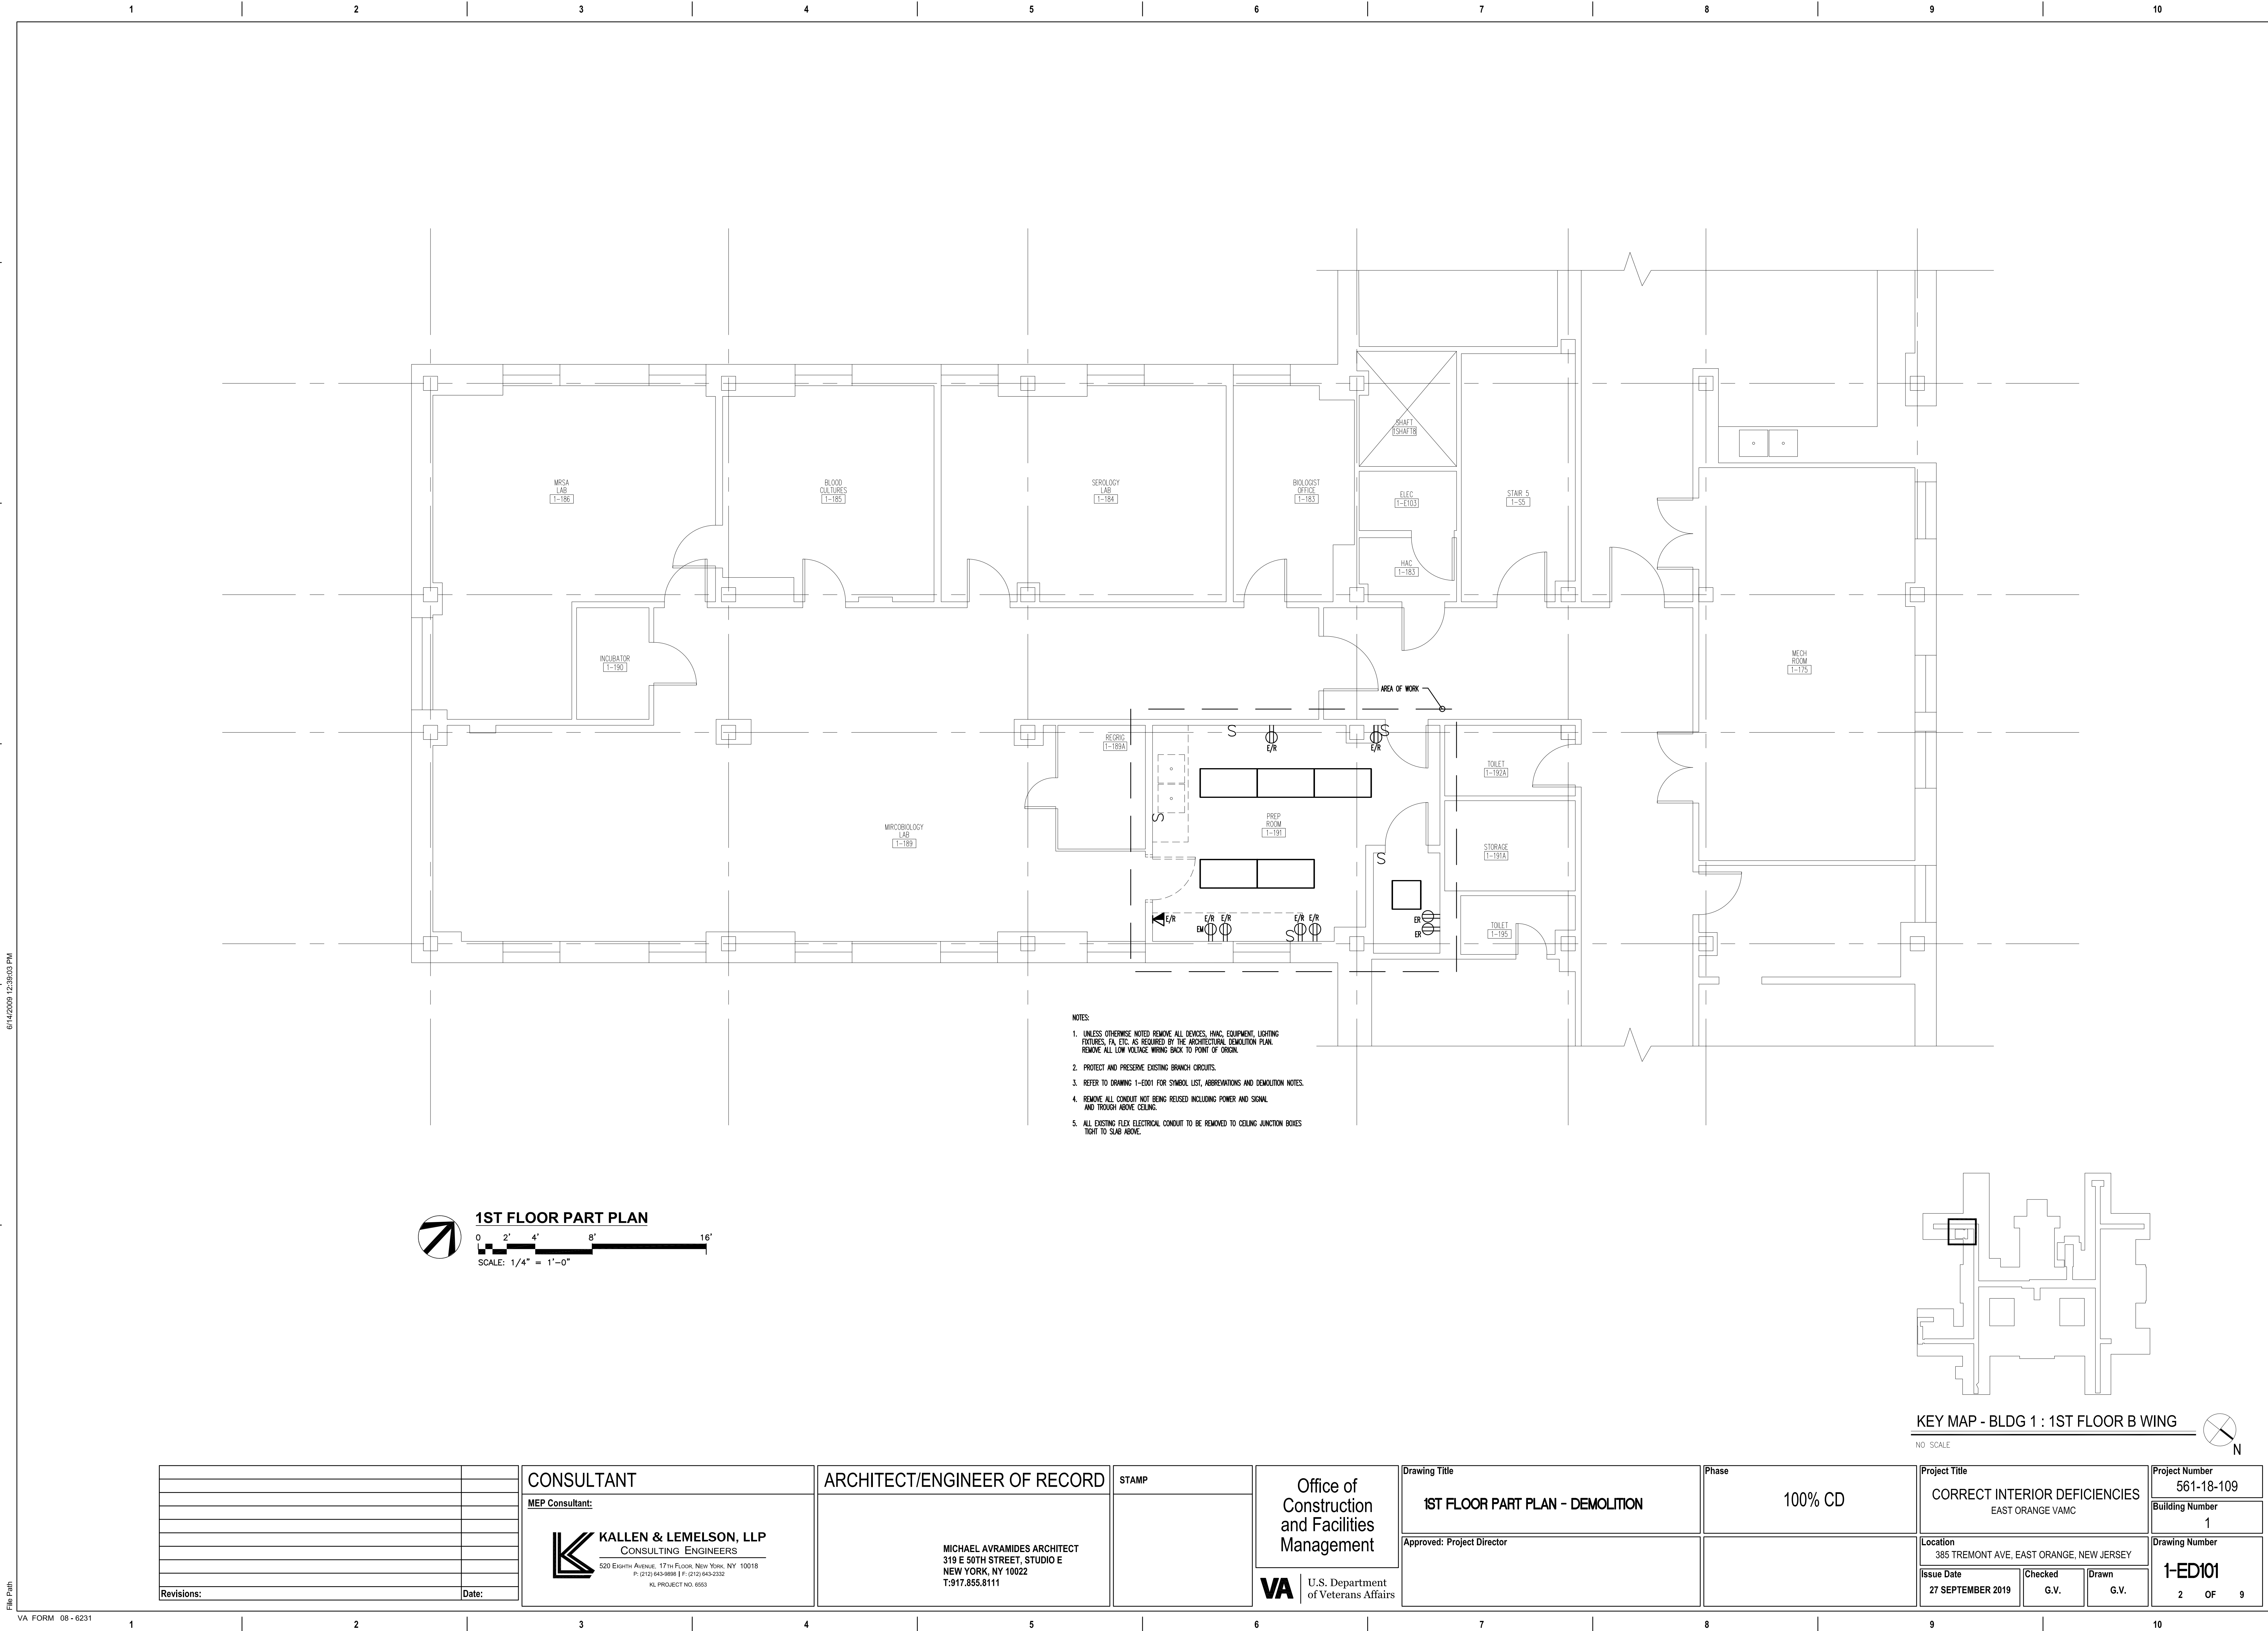 1 2 3 4 5 6 7 8 9 10
SHAFT
1SHAFTB
MRSA
LAB
1-186
BLOOD
CULTURES
1-185
SEROLOGY
LAB
1-184
BIOLOGIST
OFFICE
1-183
ELEC
1-E103
STAIR 5
1-S5
HAC
1-183
INCUBATOR
1-190
MECH
ROOM
1-175
AREA OF WORK
REQRIG
1-189A
S
E/R
S
E/R
TOILET
1-192A
S
PREP
ROOM
1-191
MIRCOBIOLOGY
LAB
1-189
STORAGE
1-191A
S
E/R
E/R E/R
EM
E/R E/R
S
ER
ER
TOILET
1-195
NOTES:
1. UNLESS OTHERWISE NOTED REMOVE ALL DEVICES, HVAC, EQUIPMENT, LIGHTING
FIXTURES, FA, ETC. AS REQUIRED BY THE ARCHITECTURAL DEMOLITION PLAN.
REMOVE ALL LOW VOLTAGE WIRING BACK TO POINT OF ORIGIN.
2. PROTECT AND PRESERVE EXISTING BRANCH CIRCUITS.
3. REFER TO DRAWING 1-E001 FOR SYMBOL LIST, ABBREVIATIONS AND DEMOLITION NOTES.
4. REMOVE ALL CONDUIT NOT BEING REUSED INCLUDING POWER AND SIGNAL
AND TROUGH ABOVE CEILING.
5. ALL EXISTING FLEX ELECTRICAL CONDUIT TO BE REMOVED TO CEILING JUNCTION BOXES
TIGHT TO SLAB ABOVE.
1ST FLOOR PART PLAN
0 2' 4' 8' 16'
SCALE: 1/4" = 1'-0"
KEY MAP - BLDG 1 : 1ST FLOOR B WING
NO SCALE
N
6/14/2009 12:39:03 PM
File Path
Revisions:
Date:
CONSULTANT
MEP Consultant:
KALLEN & LEMELSON, LLP
CONSULTING ENGINEERS
520 EIGHTH AVENUE, 17TH FLOOR, NEW YORK, NY 10018
P: (212) 643-9898 | F: (212) 643-2332
KL PROJECT NO. 6553
ARCHITECT/ENGINEER OF RECORD
MICHAEL AVRAMIDES ARCHITECT
319 E 50TH STREET, STUDIO E
NEW YORK, NY 10022
T:917.855.8111
STAMP
Office of
Construction
and Facilities
Management
VA
U.S. Department
of Veterans Affairs
Drawing Title
1ST FLOOR PART PLAN - DEMOLITION
Approved: Project Director
Phase
100% CD
Project Title
CORRECT INTERIOR DEFICIENCIES
EAST ORANGE VAMC
Location
385 TREMONT AVE, EAST ORANGE, NEW JERSEY
Issue Date
27 SEPTEMBER 2019
Checked
G.V.
Drawn
G.V.
Project Number
561-18-109
Building Number
1
Drawing Number
1-ED101
2 OF 9
VA FORM 08 - 6231
1 2 3 4 5 6 7 8 9 10